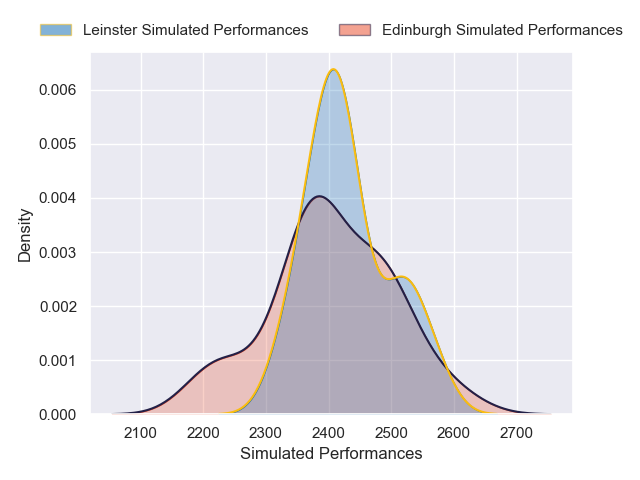 Leinster Simulated Performances Edinburgh Simulated Performances
0.006
0.005
0.004
0.003
0.002
0.001
0.000
Density
2100 2200 2300 2400 2500 2600 2700
Simulated Performances